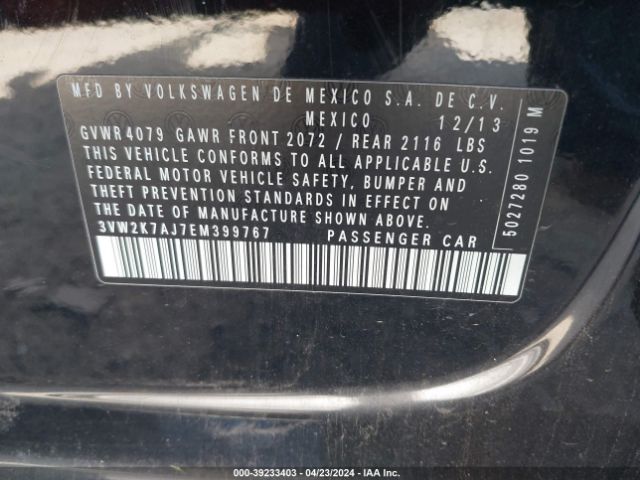 MFD BY VOLKSWAGEN DE MEXICO S.A. DE C.V.
MEXICO 12/13
GVWR 4079 GAWR FRONT 2072 / REAR 2116 LBS
THIS VEHICLE CONFORMS TO ALL APPLICABLE U.S.
FEDERAL MOTOR VEHICLE SAFETY, BUMPER AND
THEFT PREVENTION STANDARDS IN EFFECT ON
THE DATE OF MANUFACTURE SHOWN ABOVE.
3VW2K7AJ7EM399767 PASSENGER CAR
5027280 1019 M
000-39233403 - 04/23/2024 - IAA Inc.